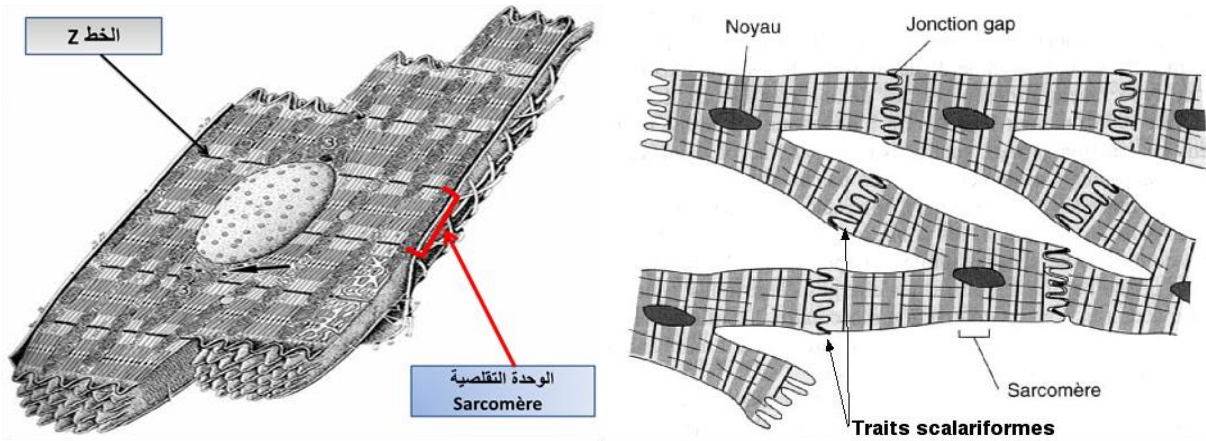 الخط Z
الوحدة التقلصية
Sarcomère
Noyau
Jonction gap
Sarcomère
Traits scalariformes